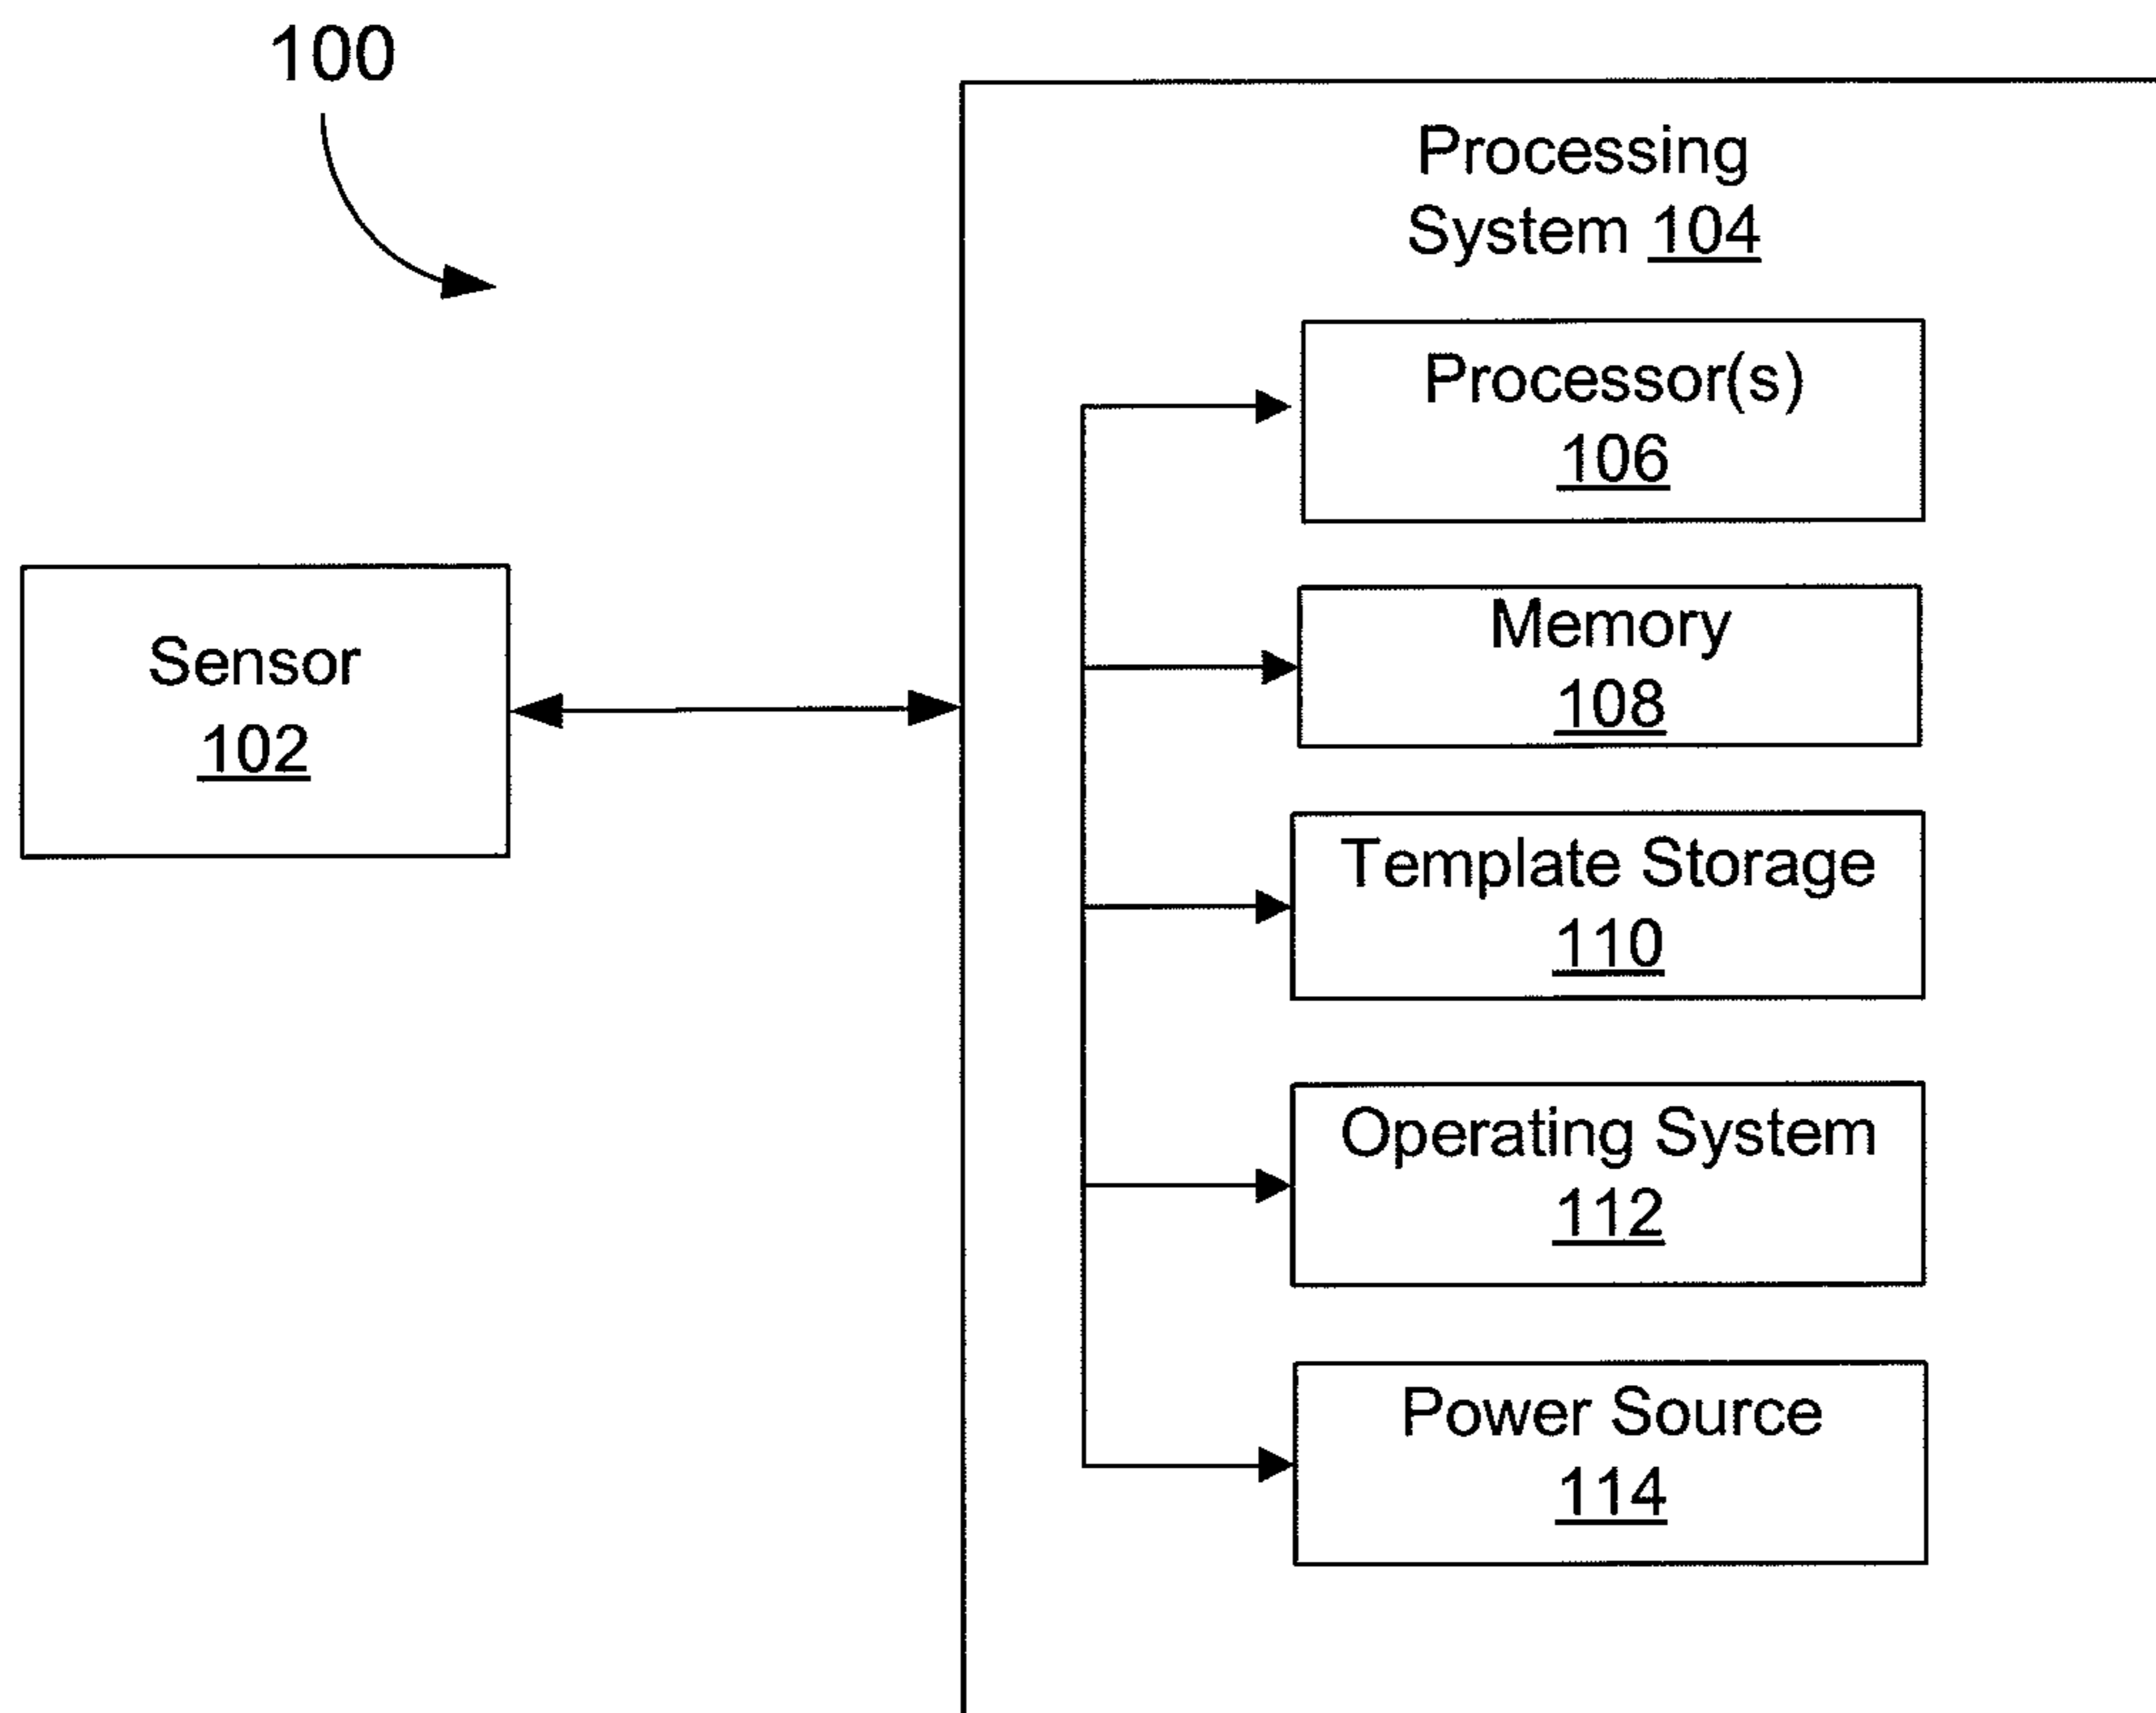 100
Processing
System 104
Processor(s)
106
Memory
108
Sensor
102
Template Storage
110
Operating System
112
Power Source
114